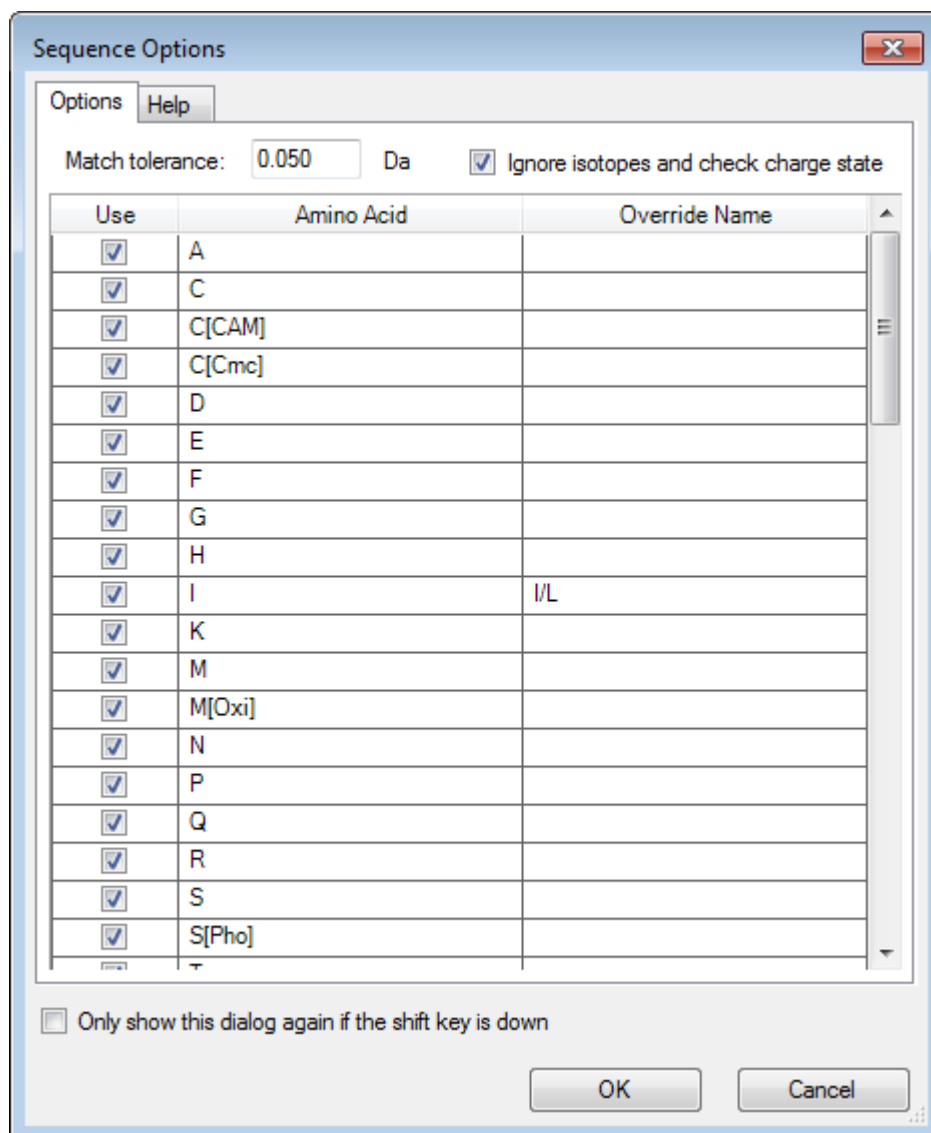 Sequence Options
Options Help
Match tolerance: 0.050 Da Ignore isotopes and check charge state
Use Amino Acid Override Name
A
C
C[CAM]
C[Cmc]
D
E
F
G
H
I I/L
K
M
M[Oxi]
N
P
Q
R
S
S[Pho]
T
Only show this dialog again if the shift key is down
OK Cancel